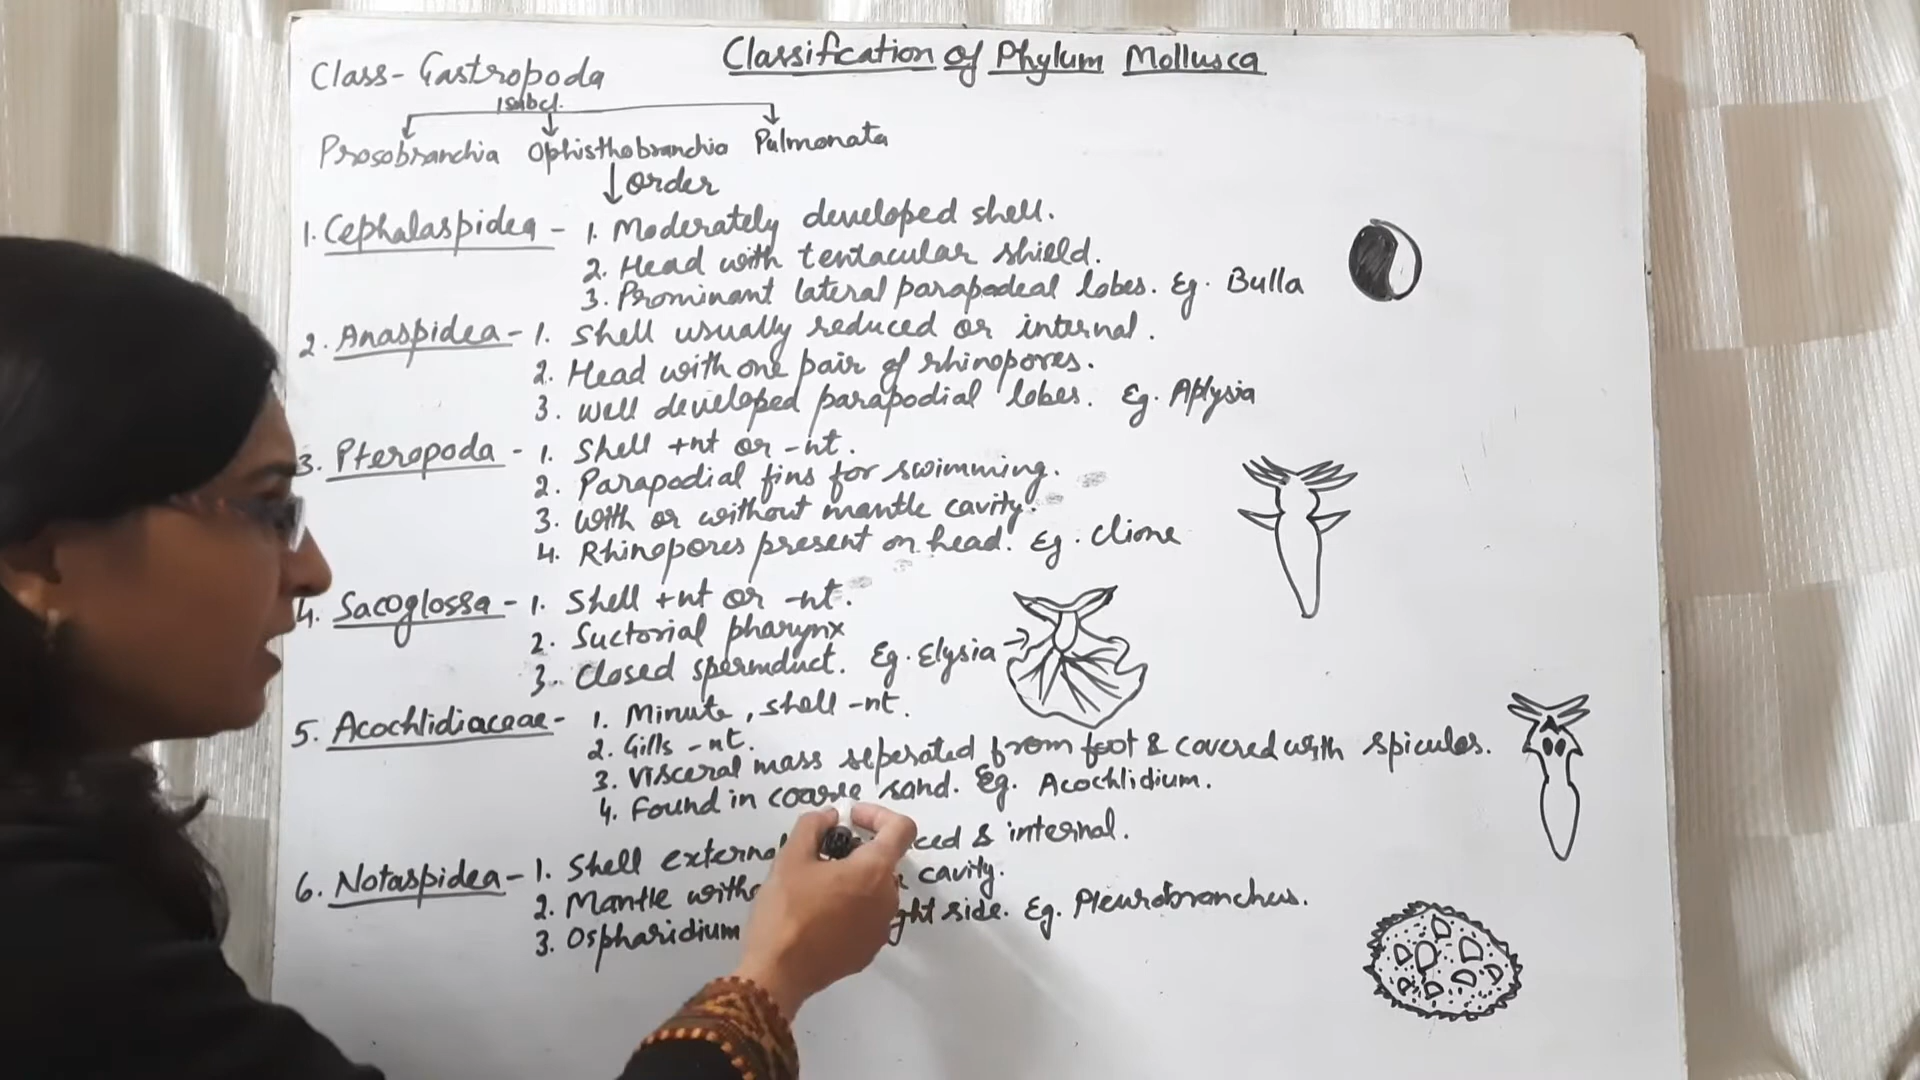 Classification of Phylum Mollusca
Class- Gastropoda
Subcl.
Prosobranchia Ophisthobranchia Pulmonata
order
1. Cephalaspidea - 1. Moderately developed shell.
2. Head with tentacular shield.
3. Prominant lateral parapodeal lobes. Eg. Bulla
2. Anaspidea - 1. Shell usually reduced or internal.
2. Head with one pair of rhinopores.
3. Well developed parapodial lobes. Eg. Aplysia
3. Pteropoda - 1. Shell +nt or -nt.
2. Parapodial fins for swimming.
3. With or without mantle cavity.
4. Rhinopores present on head. Eg. Clione
4. Sacoglossa - 1. Shell +nt or -nt.
2. Suctorial pharynx
3. Closed spermduct. Eg. Elysia
5. Acochlidiaceae - 1. Minute, shell -nt.
2. Gills -nt.
3. Visceral mass seperated from foot & covered with spicules.
4. Found in coarse sand. Eg. Acochlidium.
6. Notaspidea - 1. Shell external & internal.
2. Mantle cavity.
3. Ospharidium side. Eg. Pleurobranchus.